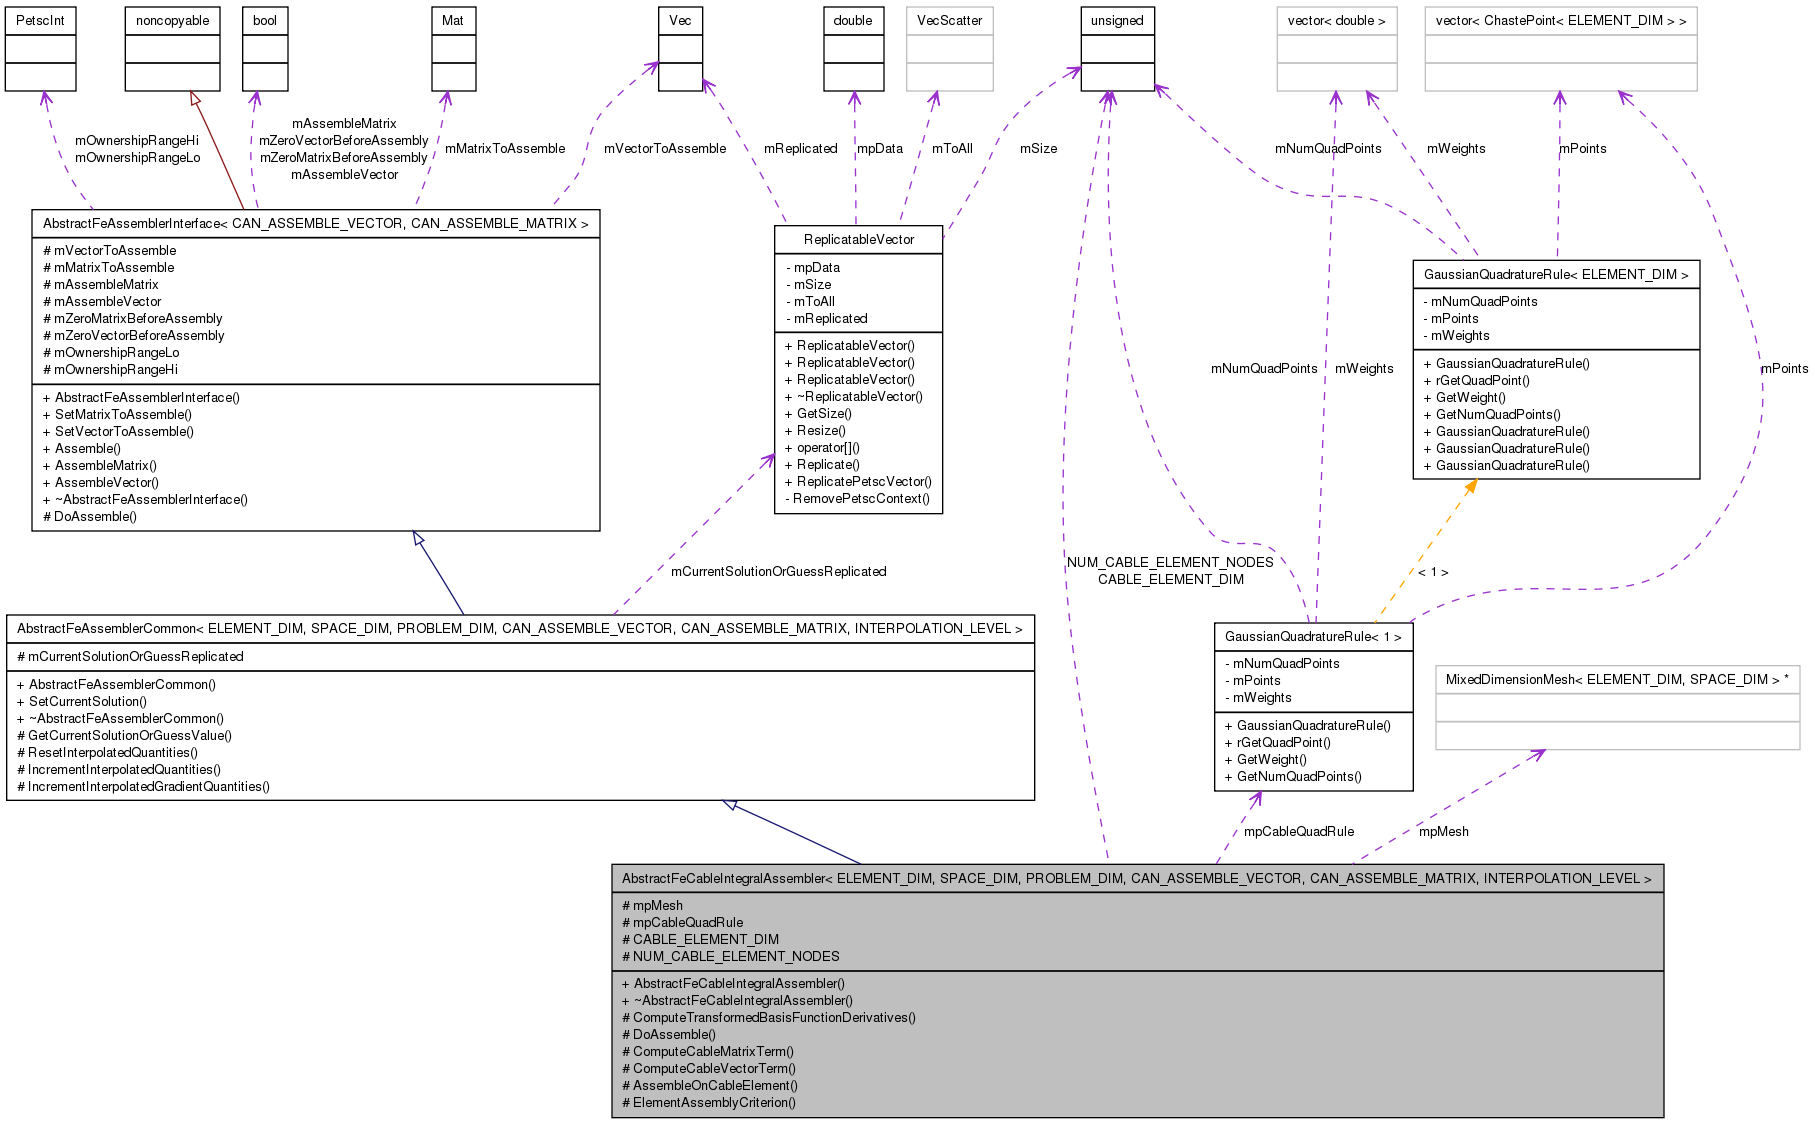 PetscInt
noncopyable
bool
Mat
Vec
double
VecScatter
unsigned
vector< double >
vector< ChastePoint< ELEMENT_DIM > >
mOwnershipRangeHi
mOwnershipRangeLo
mAssembleMatrix
mZeroVectorBeforeAssembly
mZeroMatrixBeforeAssembly
mAssembleVector
mMatrixToAssemble
mVectorToAssemble
mReplicated
mpData
mToAll
mSize
mNumQuadPoints
mWeights
mPoints
AbstractFeAssemblerInterface< CAN_ASSEMBLE_VECTOR, CAN_ASSEMBLE_MATRIX >
# mVectorToAssemble
# mMatrixToAssemble
# mAssembleMatrix
# mAssembleVector
# mZeroMatrixBeforeAssembly
# mZeroVectorBeforeAssembly
# mOwnershipRangeLo
# mOwnershipRangeHi
+ AbstractFeAssemblerInterface()
+ SetMatrixToAssemble()
+ SetVectorToAssemble()
+ Assemble()
+ AssembleMatrix()
+ AssembleVector()
+ ~AbstractFeAssemblerInterface()
# DoAssemble()
ReplicatableVector
- mpData
- mSize
- mToAll
- mReplicated
+ ReplicatableVector()
+ ReplicatableVector()
+ ReplicatableVector()
+ ~ReplicatableVector()
+ GetSize()
+ Resize()
+ operator[]()
+ Replicate()
+ ReplicatePetscVector()
- RemovePetscContext()
GaussianQuadratureRule< ELEMENT_DIM >
- mNumQuadPoints
- mPoints
- mWeights
+ GaussianQuadratureRule()
+ rGetQuadPoint()
+ GetWeight()
+ GetNumQuadPoints()
+ GaussianQuadratureRule()
+ GaussianQuadratureRule()
+ GaussianQuadratureRule()
mNumQuadPoints
mWeights
mPoints
mCurrentSolutionOrGuessReplicated
NUM_CABLE_ELEMENT_NODES
CABLE_ELEMENT_DIM
< 1 >
AbstractFeAssemblerCommon< ELEMENT_DIM, SPACE_DIM, PROBLEM_DIM, CAN_ASSEMBLE_VECTOR, CAN_ASSEMBLE_MATRIX, INTERPOLATION_LEVEL >
# mCurrentSolutionOrGuessReplicated
+ AbstractFeAssemblerCommon()
+ SetCurrentSolution()
+ ~AbstractFeAssemblerCommon()
# GetCurrentSolutionOrGuessValue()
# ResetInterpolatedQuantities()
# IncrementInterpolatedQuantities()
# IncrementInterpolatedGradientQuantities()
GaussianQuadratureRule< 1 >
- mNumQuadPoints
- mPoints
- mWeights
+ GaussianQuadratureRule()
+ rGetQuadPoint()
+ GetWeight()
+ GetNumQuadPoints()
MixedDimensionMesh< ELEMENT_DIM, SPACE_DIM > *
mpCableQuadRule
mpMesh
AbstractFeCableIntegralAssembler< ELEMENT_DIM, SPACE_DIM, PROBLEM_DIM, CAN_ASSEMBLE_VECTOR, CAN_ASSEMBLE_MATRIX, INTERPOLATION_LEVEL >
# mpMesh
# mpCableQuadRule
# CABLE_ELEMENT_DIM
# NUM_CABLE_ELEMENT_NODES
+ AbstractFeCableIntegralAssembler()
+ ~AbstractFeCableIntegralAssembler()
# ComputeTransformedBasisFunctionDerivatives()
# DoAssemble()
# ComputeCableMatrixTerm()
# ComputeCableVectorTerm()
# AssembleOnCableElement()
# ElementAssemblyCriterion()